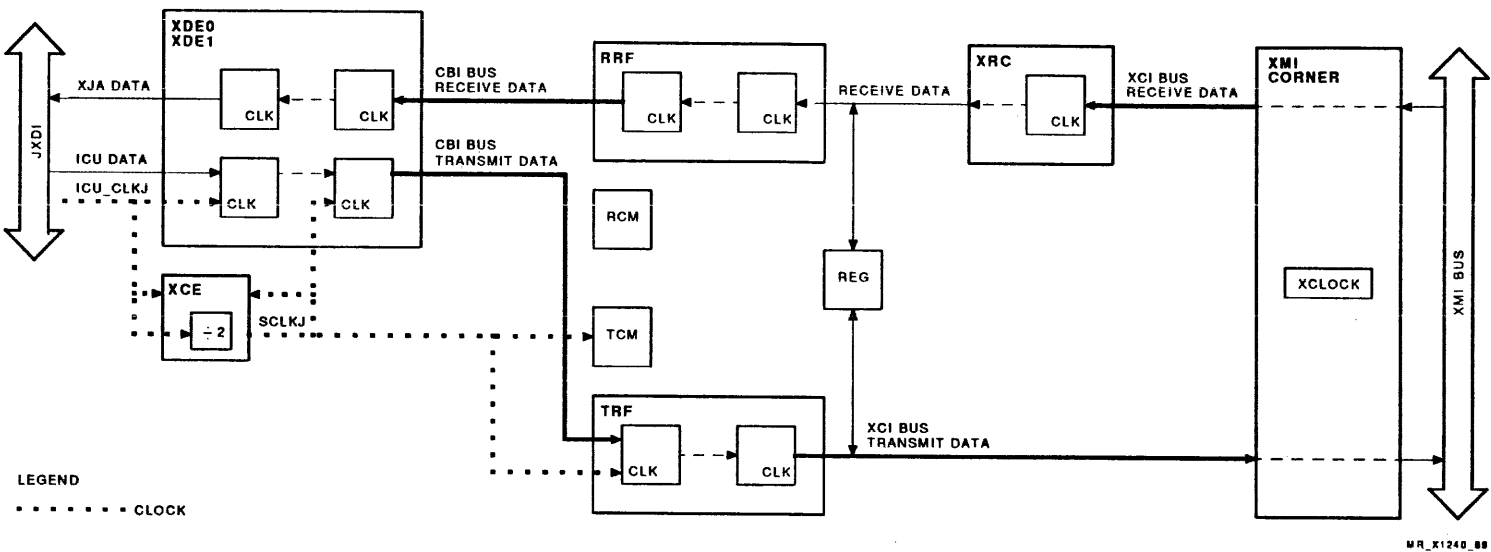 XDE0
XDE1
XJA DATA
CLK
CLK
JXDI
ICU DATA
ICU_CLKJ
CLK
CLK
CBI BUS
RECEIVE DATA
CBI BUS
TRANSMIT DATA
RRF
CLK
CLK
RECEIVE DATA
XRC
CLK
XCI BUS
RECEIVE DATA
XMI
CORNER
XCLOCK
XMI BUS
RCM
REG
XCE
÷2
SCLKJ
TCM
TRF
CLK
CLK
XCI BUS
TRANSMIT DATA
LEGEND
CLOCK
MR_X1240_89